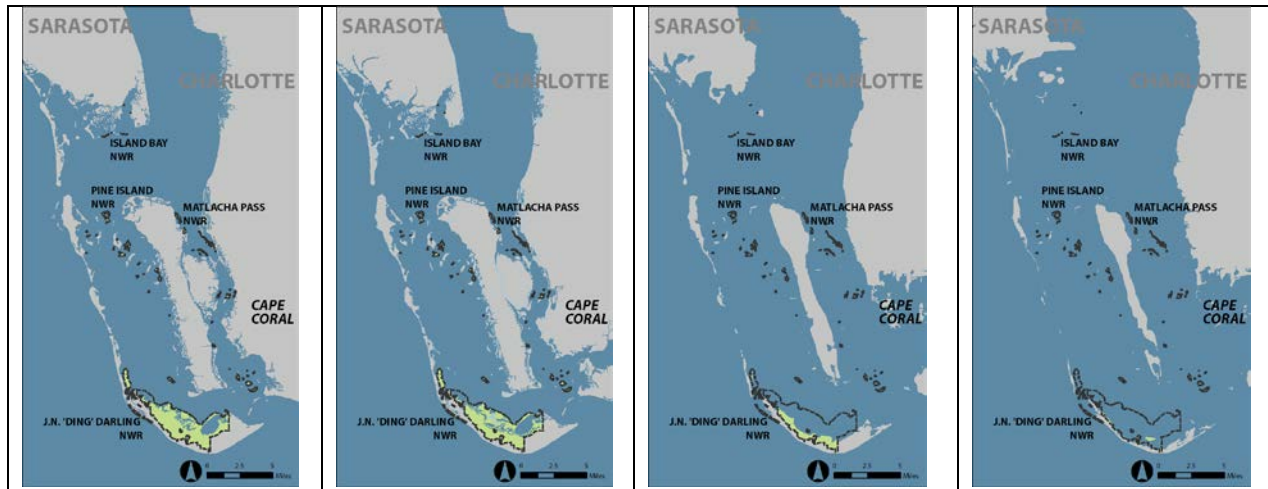 SARASOTA
CHARLOTTE
ISLAND BAY
NWR
PINE ISLAND
NWR
MATLACHA PASS
NWR
CAPE
CORAL
J.N. 'DING' DARLING
NWR
0 2.5 5
Miles
SARASOTA
CHARLOTTE
ISLAND BAY
NWR
PINE ISLAND
NWR
MATLACHA PASS
NWR
CAPE
CORAL
J.N. 'DING' DARLING
NWR
0 2.5 5
Miles
SARASOTA
CHARLOTTE
ISLAND BAY
NWR
PINE ISLAND
NWR
MATLACHA PASS
NWR
CAPE
CORAL
J.N. 'DING' DARLING
NWR
0 2.5 5
Miles
SARASOTA
CHARLOTTE
ISLAND BAY
NWR
PINE ISLAND
NWR
MATLACHA PASS
NWR
CAPE
CORAL
J.N. 'DING' DARLING
NWR
0 2.5 5
Miles